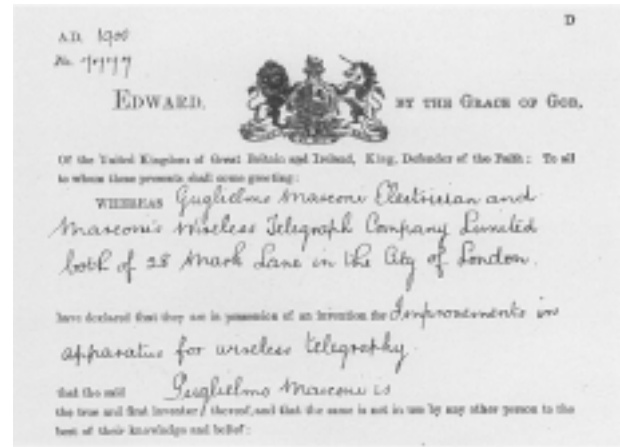 D
A.D. 1900
No. 7777
EDWARD, BY THE GRACE OF GOD,
Of the United Kingdom of Great Britain and Ireland, King, Defender of the Faith: To all
to whom these presents shall come greeting:
WHEREAS Guglielmo Marconi Electrician and
Marconi's Wireless Telegraph Company Limited
both of 28 Mark Lane in the City of London.
have declared that they are in possession of an invention for Improvements in
apparatus for wireless telegraphy.
that the said Guglielmo Marconi is
the true and first inventor thereof, and that the same is not in use by any other person to the
best of their knowledge and belief: